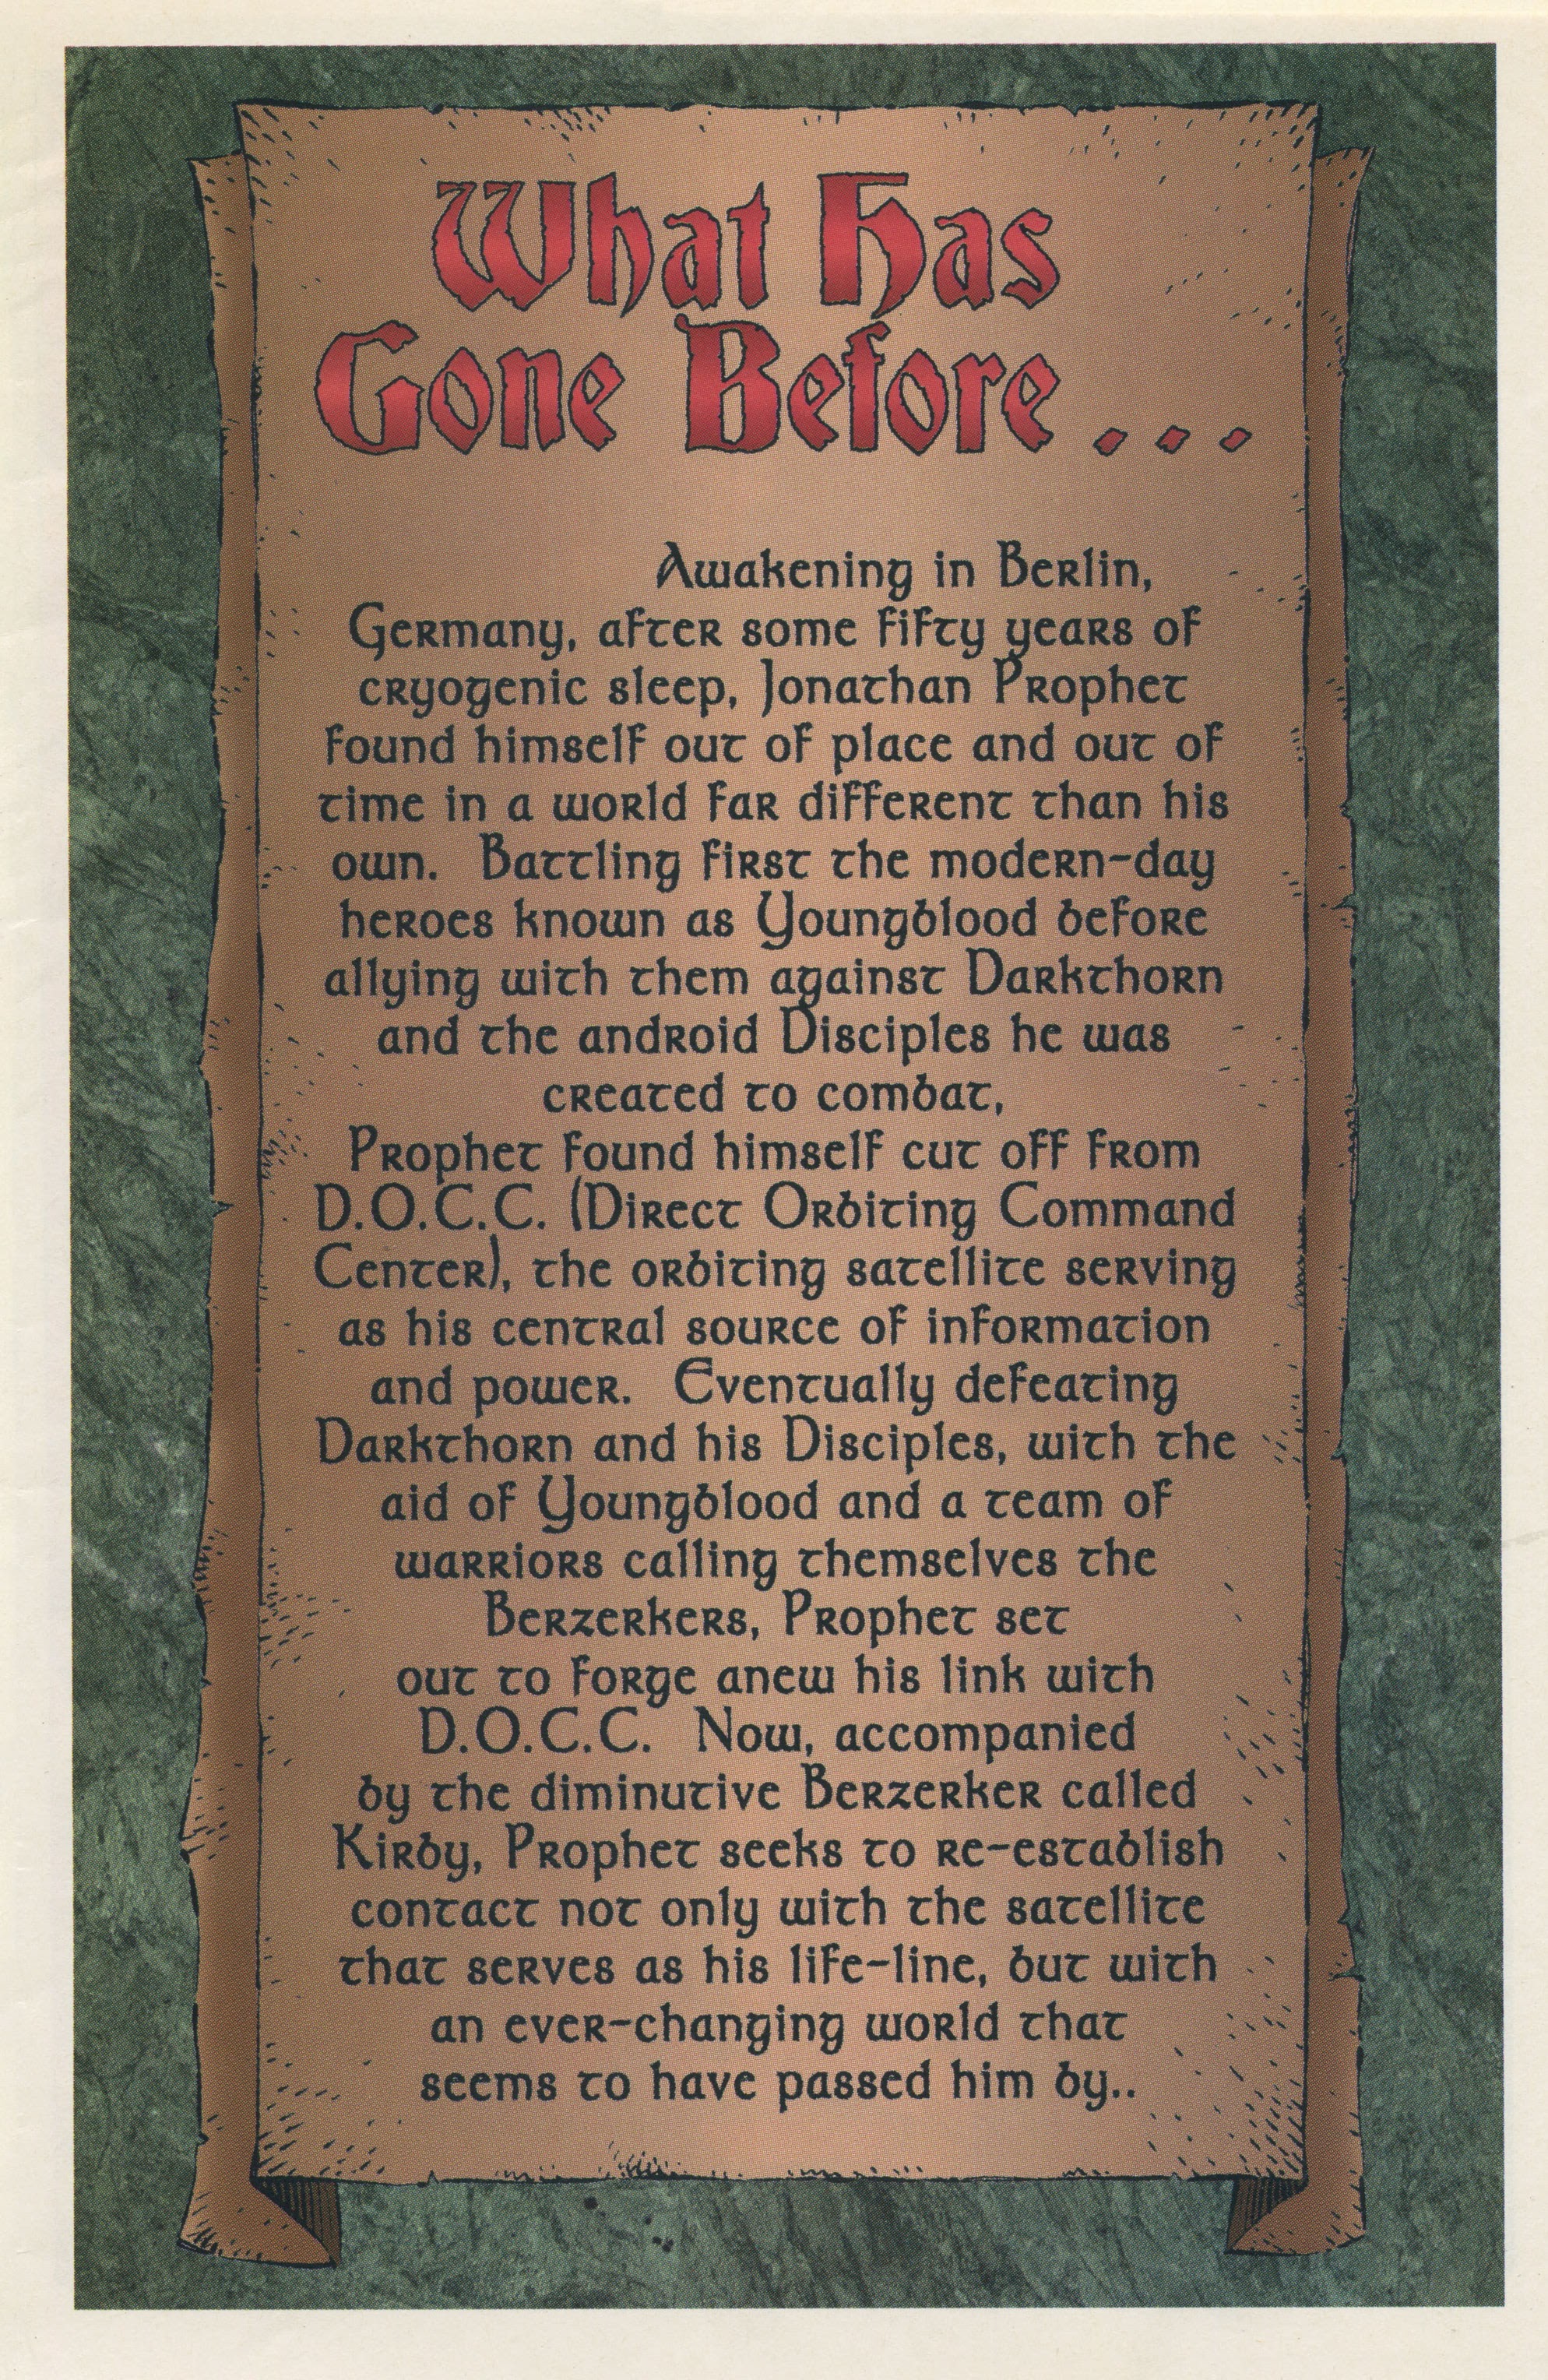 What Has
Gone Before...
Awakening in Berlin,
Germany, after some fifty years of
cryogenic sleep, Jonathan Prophet
found himself out of place and out of
time in a world far different than his
own. Battling first the modern-day
heroes known as Youngblood before
allying with them against Darkthorn
and the android Disciples he was
created to combat,
Prophet found himself cut off from
D.O.C.C. (Direct Orbiting Command
Center), the orbiting satellite serving
as his central source of information
and power. Eventually defeating
Darkthorn and his Disciples, with the
aid of Youngblood and a team of
warriors calling themselves the
Berzerkers, Prophet set
out to forge anew his link with
D.O.C.C. Now, accompanied
by the diminutive Berzerker called
Kirby, Prophet seeks to re-establish
contact not only with the satellite
that serves as his life-line, but with
an ever-changing world that
seems to have passed him by..